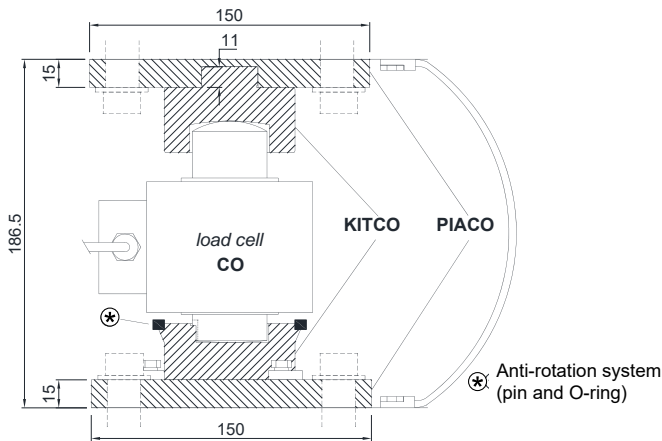 150
11
15
186.5
load cell
CO
KITCO
PIACO
15
150
Anti-rotation system
(pin and O-ring)